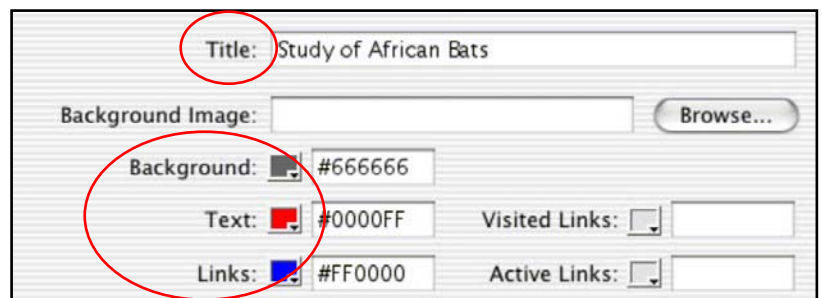 Title: Study of African Bats
Background Image: Browse...
Background: #666666
Text: #0000FF Visited Links:
Links: #FF0000 Active Links: